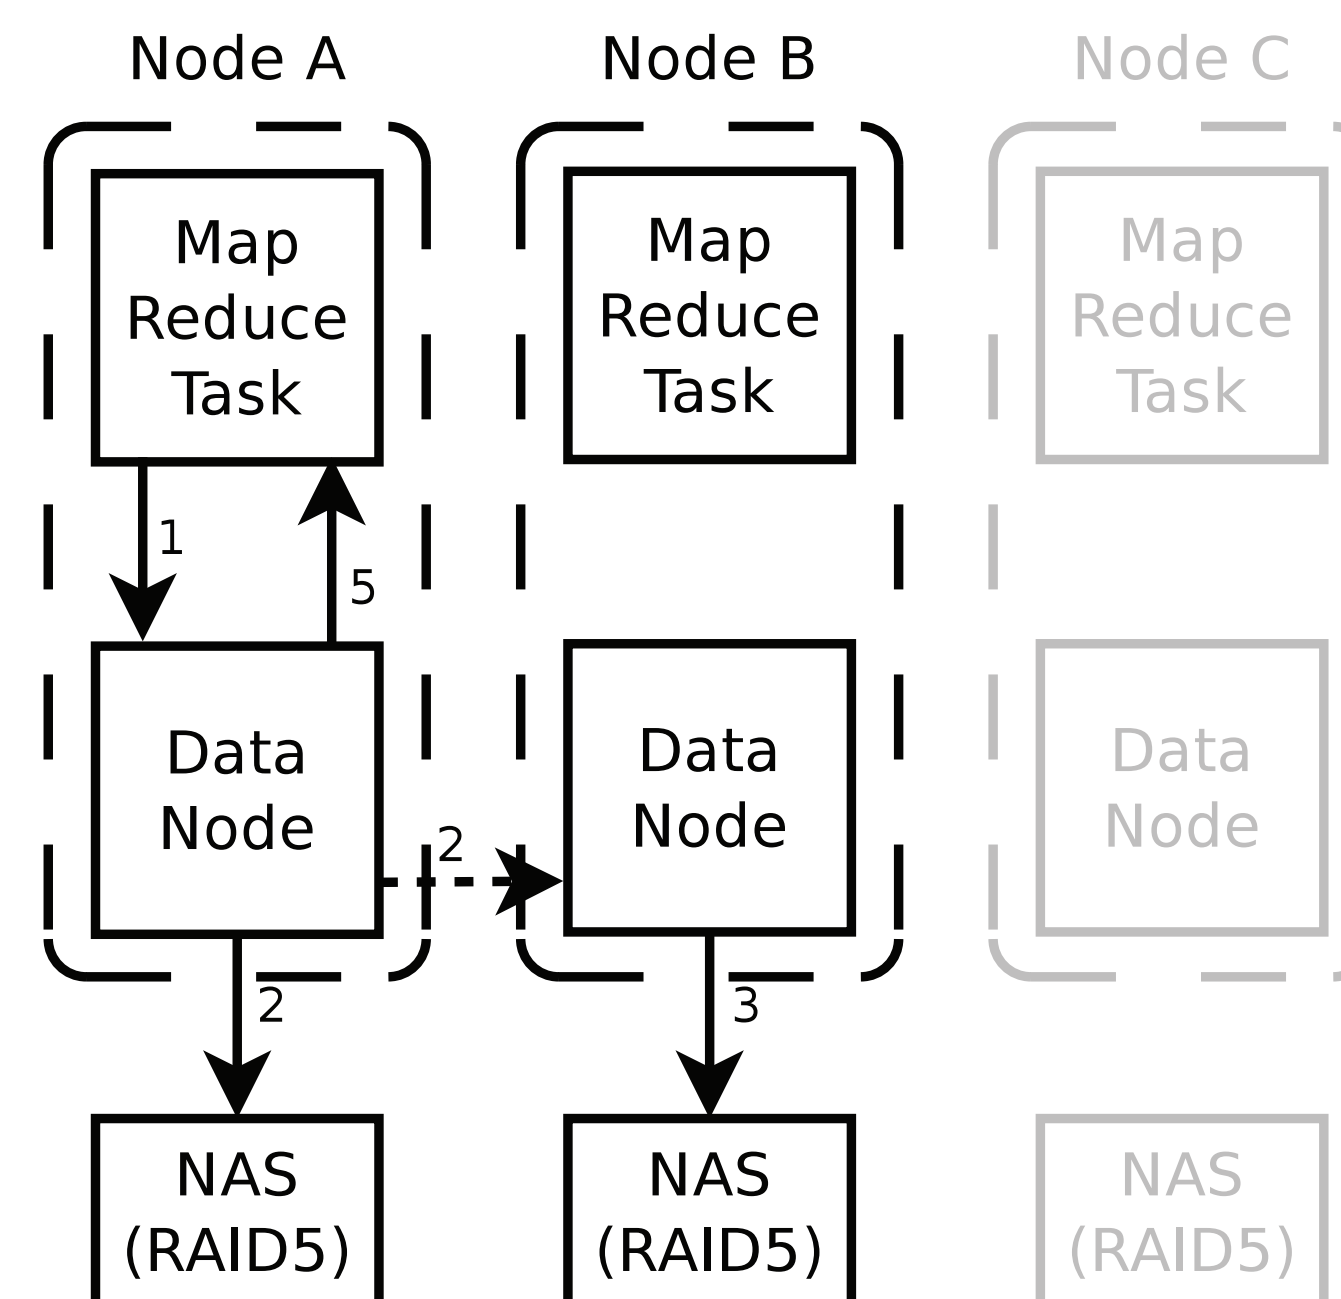 Node A
Node B
Node C
Map
Reduce
Task
Map
Reduce
Task
Map
Reduce
Task
1
5
Data
Node
Data
Node
Data
Node
2
2
3
NAS
(RAID5)
NAS
(RAID5)
NAS
(RAID5)